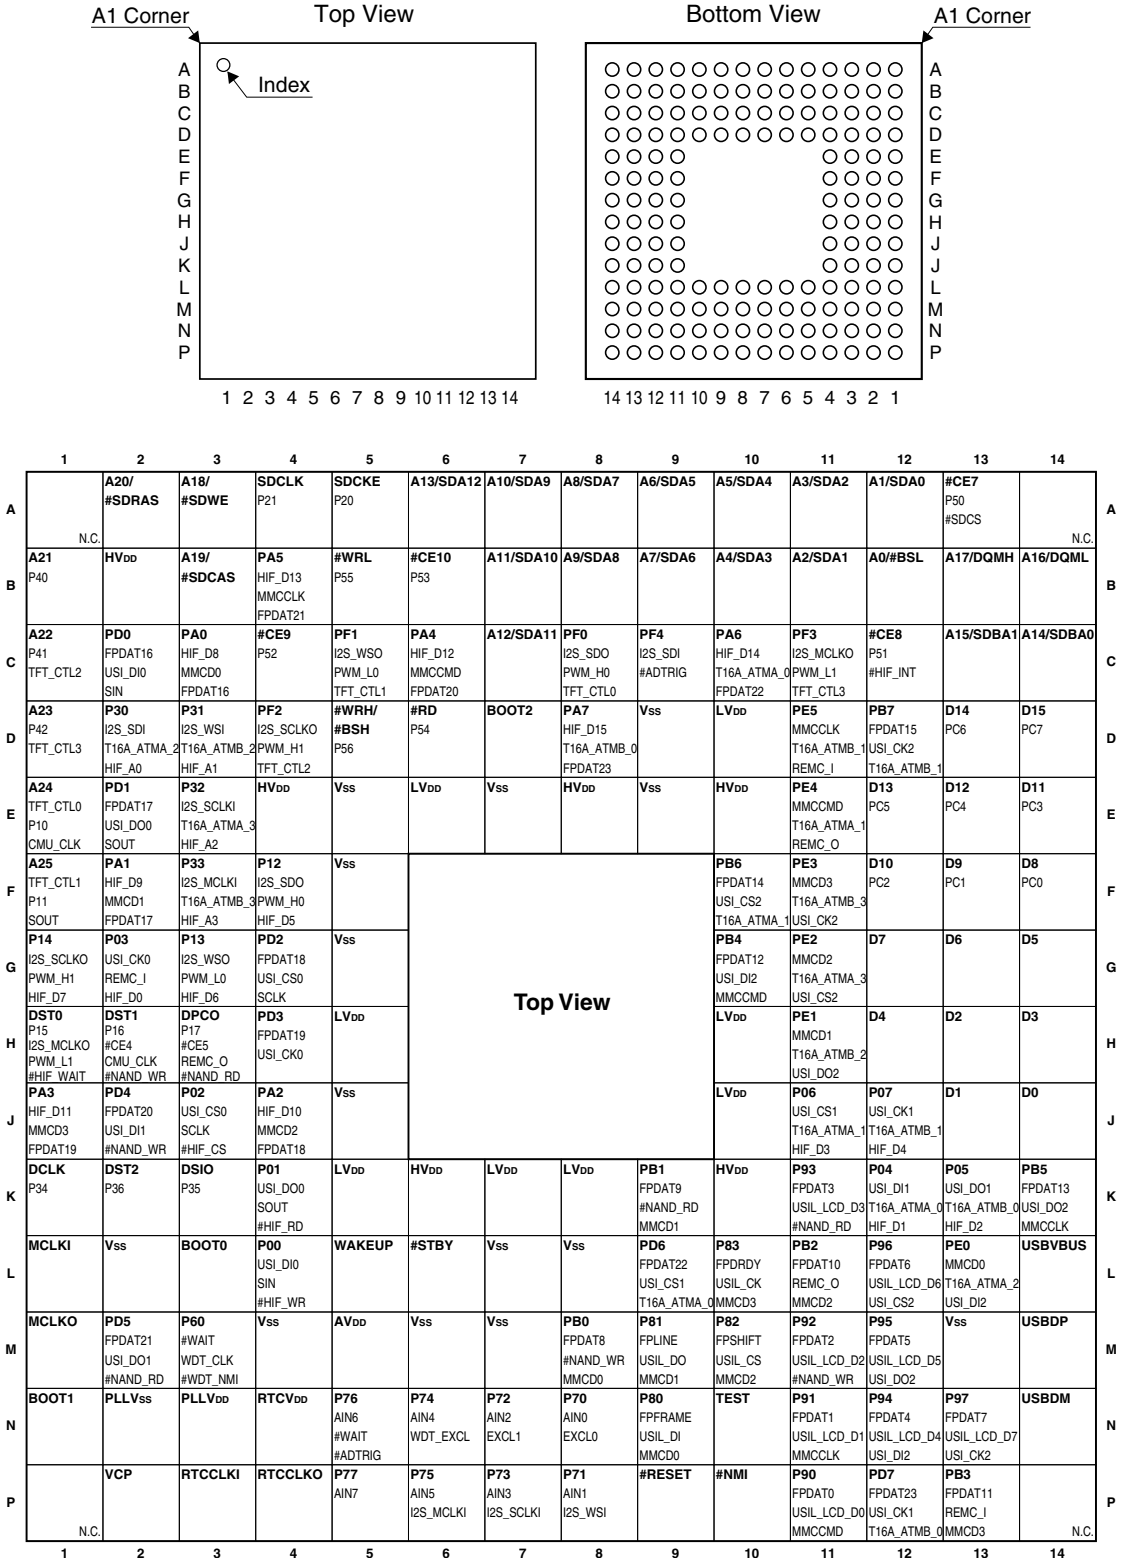 Top View
Bottom View
A1 Corner
A1 Corner
Index
A
B
C
D
E
F
G
H
J
K
L
M
N
P
A
B
C
D
E
F
G
H
J
J
L
M
N
P
1 2 3 4 5 6 7 8 9 10 11 12 13 14
14 13 12 11 10 9 8 7 6 5 4 3 2 1
1 2 3 4 5 6 7 8 9 10 11 12 13 14
A
N.C.
A20/
#SDRAS
A18/
#SDWE
SDCLK
P21
SDCKE
P20
A13/SDA12
A10/SDA9
A8/SDA7
A6/SDA5
A5/SDA4
A3/SDA2
A1/SDA0
#CE7
P50
#SDCS
N.C.
A
B
A21
P40
HVDD
A19/
#SDCAS
PA5
HIF_D13
MMCCLK
FPDAT21
#WRL
P55
#CE10
P53
A11/SDA10
A9/SDA8
A7/SDA6
A4/SDA3
A2/SDA1
A0/#BSL
A17/DQMH
A16/DQML
B
C
A22
P41
TFT_CTL2
PD0
FPDAT16
USI_DI0
SIN
PA0
HIF_D8
MMCD0
FPDAT16
#CE9
P52
PF1
I2S_WSO
PWM_L0
TFT_CTL1
PA4
HIF_D12
MMCCMD
FPDAT20
A12/SDA11
PF0
I2S_SDO
PWM_H0
TFT_CTL0
PF4
I2S_SDI
#ADTRIG
PA6
HIF_D14
T16A_ATMA_0
FPDAT22
PF3
I2S_MCLKO
PWM_L1
TFT_CTL3
#CE8
P51
#HIF_INT
A15/SDBA1
A14/SDBA0
C
D
A23
P42
TFT_CTL3
P30
I2S_SDI
T16A_ATMA_2
HIF_A0
P31
I2S_WSI
T16A_ATMB_2
HIF_A1
PF2
I2S_SCLKO
PWM_H1
TFT_CTL2
#WRH/
#BSH
P56
#RD
P54
BOOT2
PA7
HIF_D15
T16A_ATMB_0
FPDAT23
Vss
LVDD
PE5
MMCCLK
T16A_ATMB_1
REMC_I
PB7
FPDAT15
USI_CK2
T16A_ATMB_1
D14
PC6
D15
PC7
D
E
A24
TFT_CTL0
P10
CMU_CLK
PD1
FPDAT17
USI_DO0
SOUT
P32
I2S_SCLKI
T16A_ATMA_3
HIF_A2
HVDD
Vss
LVDD
Vss
HVDD
Vss
HVDD
PE4
MMCCMD
T16A_ATMA_1
REMC_O
D13
PC5
D12
PC4
D11
PC3
E
F
A25
TFT_CTL1
P11
SOUT
PA1
HIF_D9
MMCD1
FPDAT17
P33
I2S_MCLKI
T16A_ATMB_3
HIF_A3
P12
I2S_SDO
PWM_H0
HIF_D5
Vss
PB6
FPDAT14
USI_CS2
T16A_ATMA_1
PE3
MMCD3
T16A_ATMB_3
USI_CK2
D10
PC2
D9
PC1
D8
PC0
F
G
P14
I2S_SCLKO
PWM_H1
HIF_D7
P03
USI_CK0
REMC_I
HIF_D0
P13
I2S_WSO
PWM_L0
HIF_D6
PD2
FPDAT18
USI_CS0
SCLK
Vss
Top View
PB4
FPDAT12
USI_DI2
MMCCMD
PE2
MMCD2
T16A_ATMA_3
USI_CS2
D7
D6
D5
G
H
DST0
P15
I2S_MCLKO
PWM_L1
#HIF_WAIT
DST1
P16
#CE4
CMU_CLK
#NAND_WR
DPCO
P17
#CE5
REMC_O
#NAND_RD
PD3
FPDAT19
USI_CK0
LVDD
LVDD
PE1
MMCD1
T16A_ATMB_2
USI_DO2
D4
D2
D3
H
J
PA3
HIF_D11
MMCD3
FPDAT19
PD4
FPDAT20
USI_DI1
#NAND_WR
P02
USI_CS0
SCLK
#HIF_CS
PA2
HIF_D10
MMCD2
FPDAT18
Vss
LVDD
P06
USI_CS1
T16A_ATMA_1
HIF_D3
P07
USI_CK1
T16A_ATMB_1
HIF_D4
D1
D0
J
K
DCLK
P34
DST2
P36
DSIO
P35
P01
USI_DO0
SOUT
#HIF_RD
LVDD
HVDD
LVDD
LVDD
PB1
FPDAT9
#NAND_RD
MMCD1
HVDD
P93
FPDAT3
USIL_LCD_D3
#NAND_RD
P04
USI_DI1
T16A_ATMA_0
HIF_D1
P05
USI_DO1
T16A_ATMB_0
HIF_D2
PB5
FPDAT13
USI_DO2
MMCCLK
K
L
MCLKI
Vss
BOOT0
P00
USI_DI0
SIN
#HIF_WR
WAKEUP
#STBY
Vss
Vss
PD6
FPDAT22
USI_CS1
T16A_ATMA_0
P83
FPDRDY
USIL_CK
MMCD3
PB2
FPDAT10
REMC_O
MMCD2
P96
FPDAT6
USIL_LCD_D6
USI_CS2
PE0
MMCD0
T16A_ATMA_2
USI_DI2
USBVBUS
L
M
MCLKO
PD5
FPDAT21
USI_DO1
#NAND_RD
P60
#WAIT
WDT_CLK
#WDT_NMI
Vss
AVDD
Vss
Vss
PB0
FPDAT8
#NAND_WR
MMCD0
P81
FPLINE
USIL_DO
MMCD1
P82
FPSHIFT
USIL_CS
MMCD2
P92
FPDAT2
USIL_LCD_D2
#NAND_WR
P95
FPDAT5
USIL_LCD_D5
USI_DO2
Vss
USBDP
M
N
BOOT1
PLLVss
PLLVDD
RTCVDD
P76
AIN6
#WAIT
#ADTRIG
P74
AIN4
WDT_EXCL
P72
AIN2
EXCL1
P70
AIN0
EXCL0
P80
FPFRAME
USIL_DI
MMCD0
TEST
P91
FPDAT1
USIL_LCD_D1
MMCCLK
P94
FPDAT4
USIL_LCD_D4
USI_DI2
P97
FPDAT7
USIL_LCD_D7
USI_CK2
USBDM
N
P
N.C.
VCP
RTCCLKI
RTCCLKO
P77
AIN7
P75
AIN5
I2S_MCLKI
P73
AIN3
I2S_SCLKI
P71
AIN1
I2S_WSI
#RESET
#NMI
P90
FPDAT0
USIL_LCD_D0
MMCCMD
PD7
FPDAT23
USI_CK1
T16A_ATMB_0
PB3
FPDAT11
REMC_I
MMCD3
N.C.
P
1 2 3 4 5 6 7 8 9 10 11 12 13 14